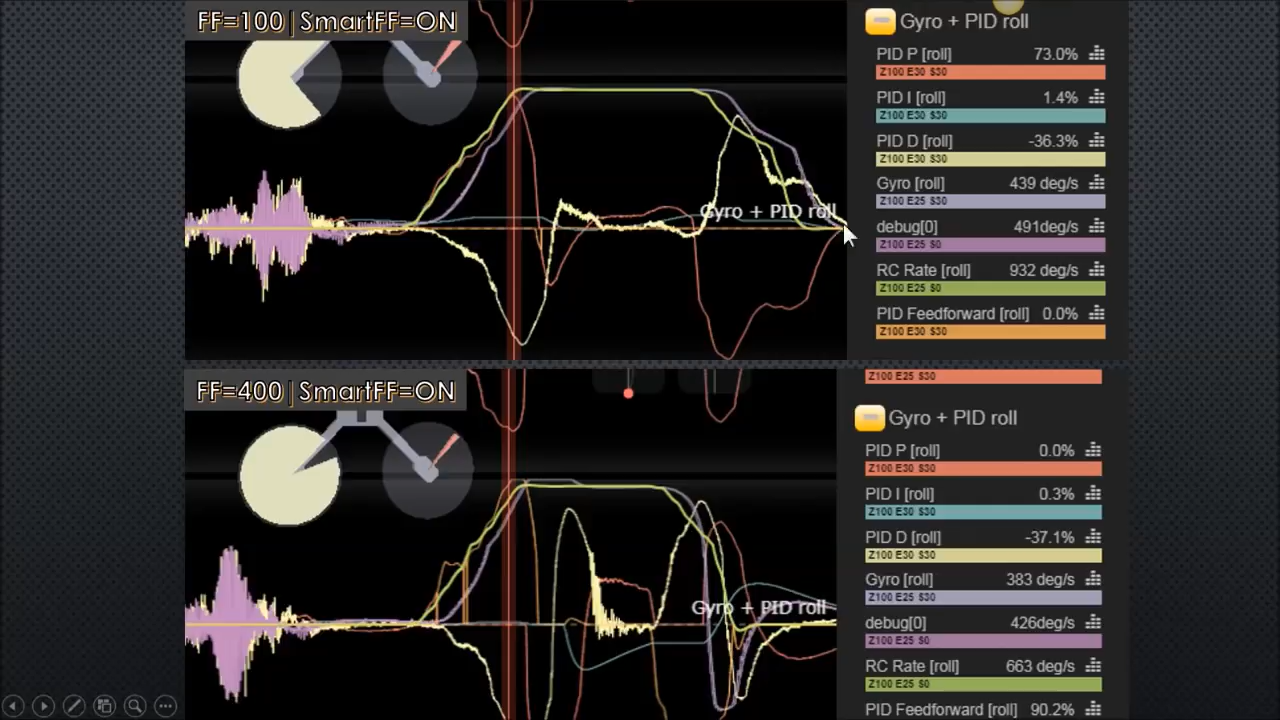 FF=100|SmartFF=ON
Gyro + PID roll
PID P [roll] 73.0%
Z100 E30 S30
PID I [roll] 1.4%
Z100 E30 S30
PID D [roll] -36.3%
Z100 E30 S30
Gyro [roll] 439 deg/s
Z100 E25 S0
debug[0] 491deg/s
Z100 E25 S0
RC Rate [roll] 932 deg/s
Z100 E25 S0
PID Feedforward [roll] 0.0%
Z100 E30 S30
Gyro + PID roll
FF=400|SmartFF=ON
Z100 E25 S30
Gyro + PID roll
PID P [roll] 0.0%
Z100 E30 S30
PID I [roll] 0.3%
Z100 E30 S30
PID D [roll] -37.1%
Z100 E30 S30
Gyro [roll] 383 deg/s
Z100 E25 S0
debug[0] 426deg/s
Z100 E25 S0
RC Rate [roll] 663 deg/s
Z100 E25 S0
PID Feedforward [roll] 90.2%
Gyro + PID roll